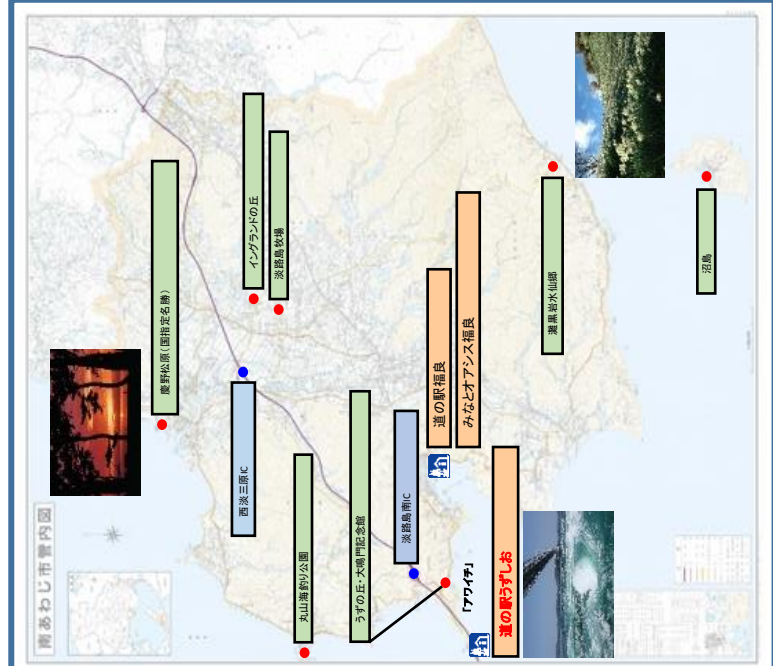 南あわじ市管内図
慶野松原(国指定名勝)
イングランドの丘
淡路島牧場
西淡三原IC
丸山海釣り公園
うずの丘・大鳴門記念館
淡路島南IC
道の駅福良
みなとオアシス福良
「アワイチ」
道の駅うずしお
灘黒岩水仙郷
沼島